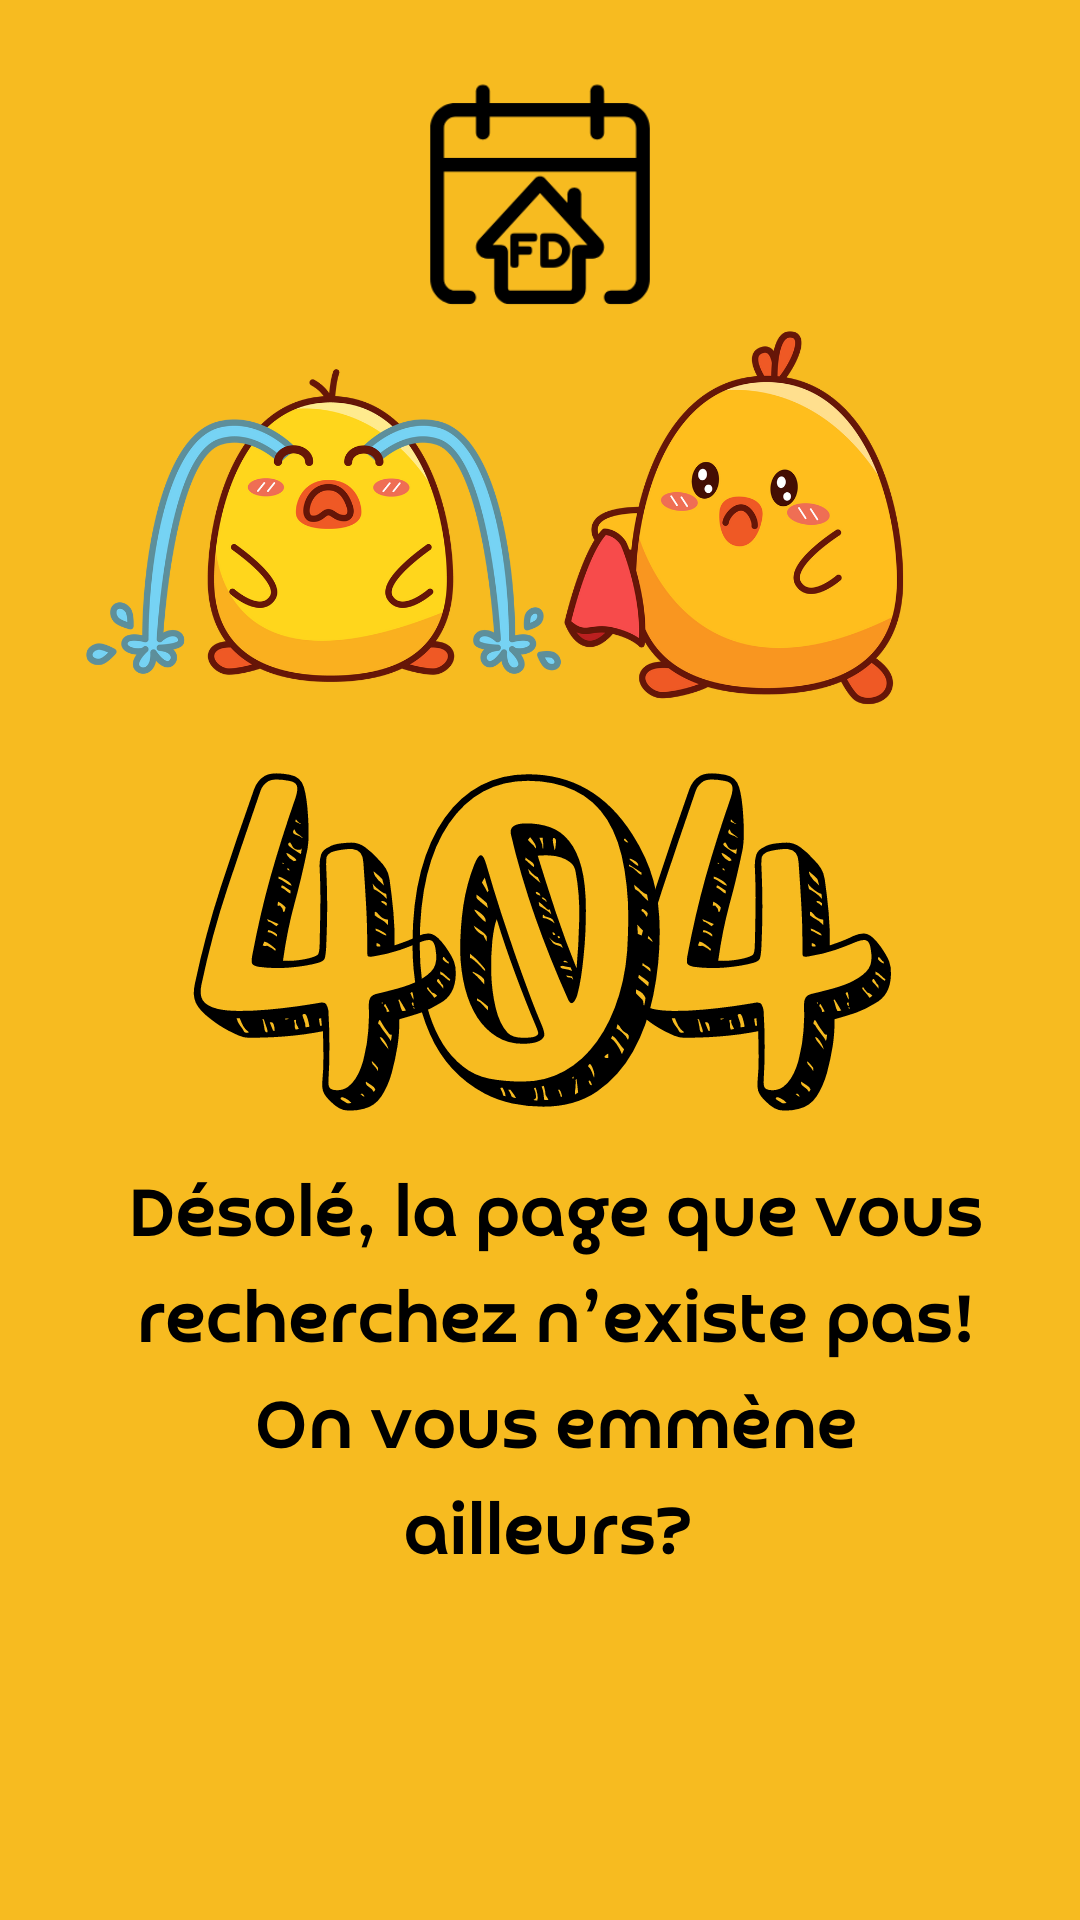 FD
404
Désolé, la page que vous
recherchez n’existe pas!
On vous emmène
ailleurs?